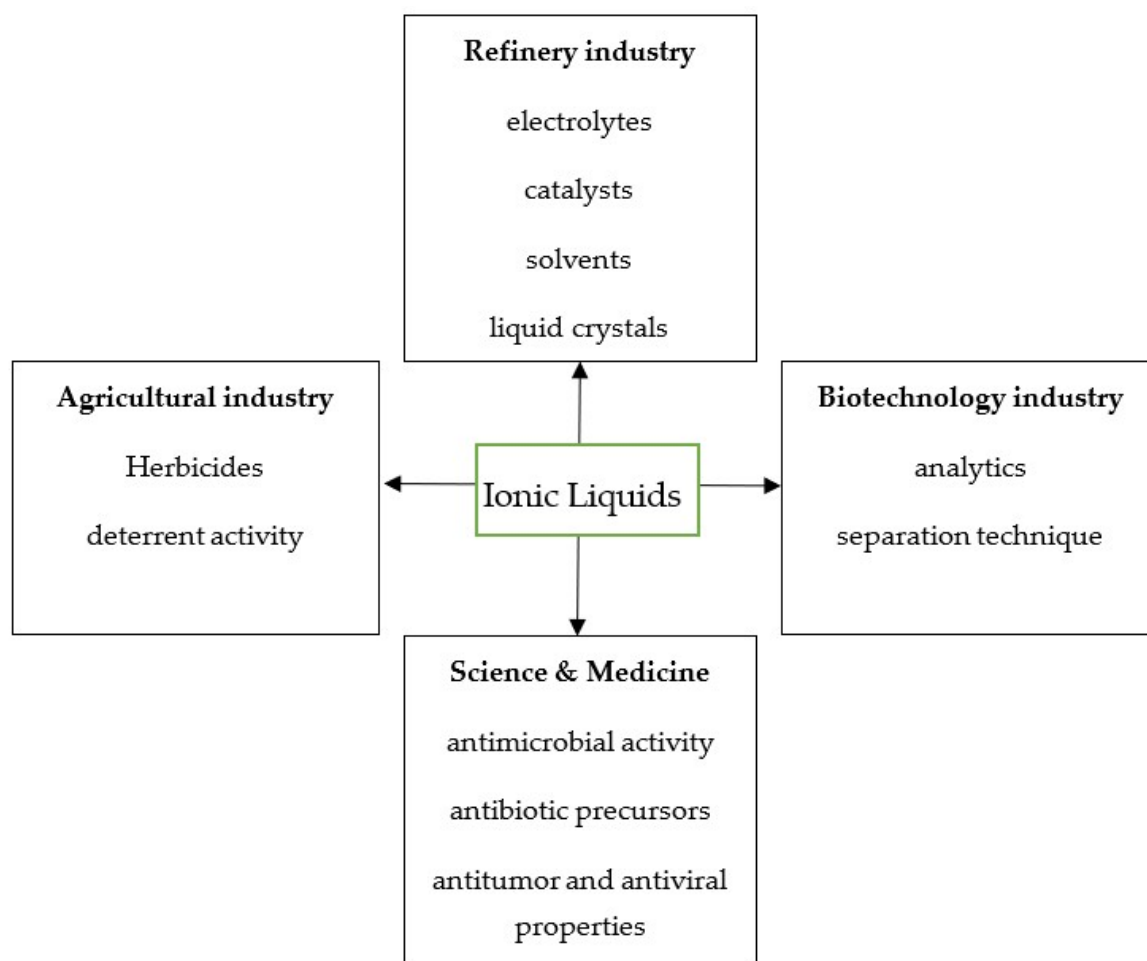 Refinery industry
electrolytes
catalysts
solvents
liquid crystals
Agricultural industry
Herbicides
deterrent activity
Ionic Liquids
Biotechnology industry
analytics
separation technique
Science & Medicine
antimicrobial activity
antibiotic precursors
antitumor and antiviral
properties